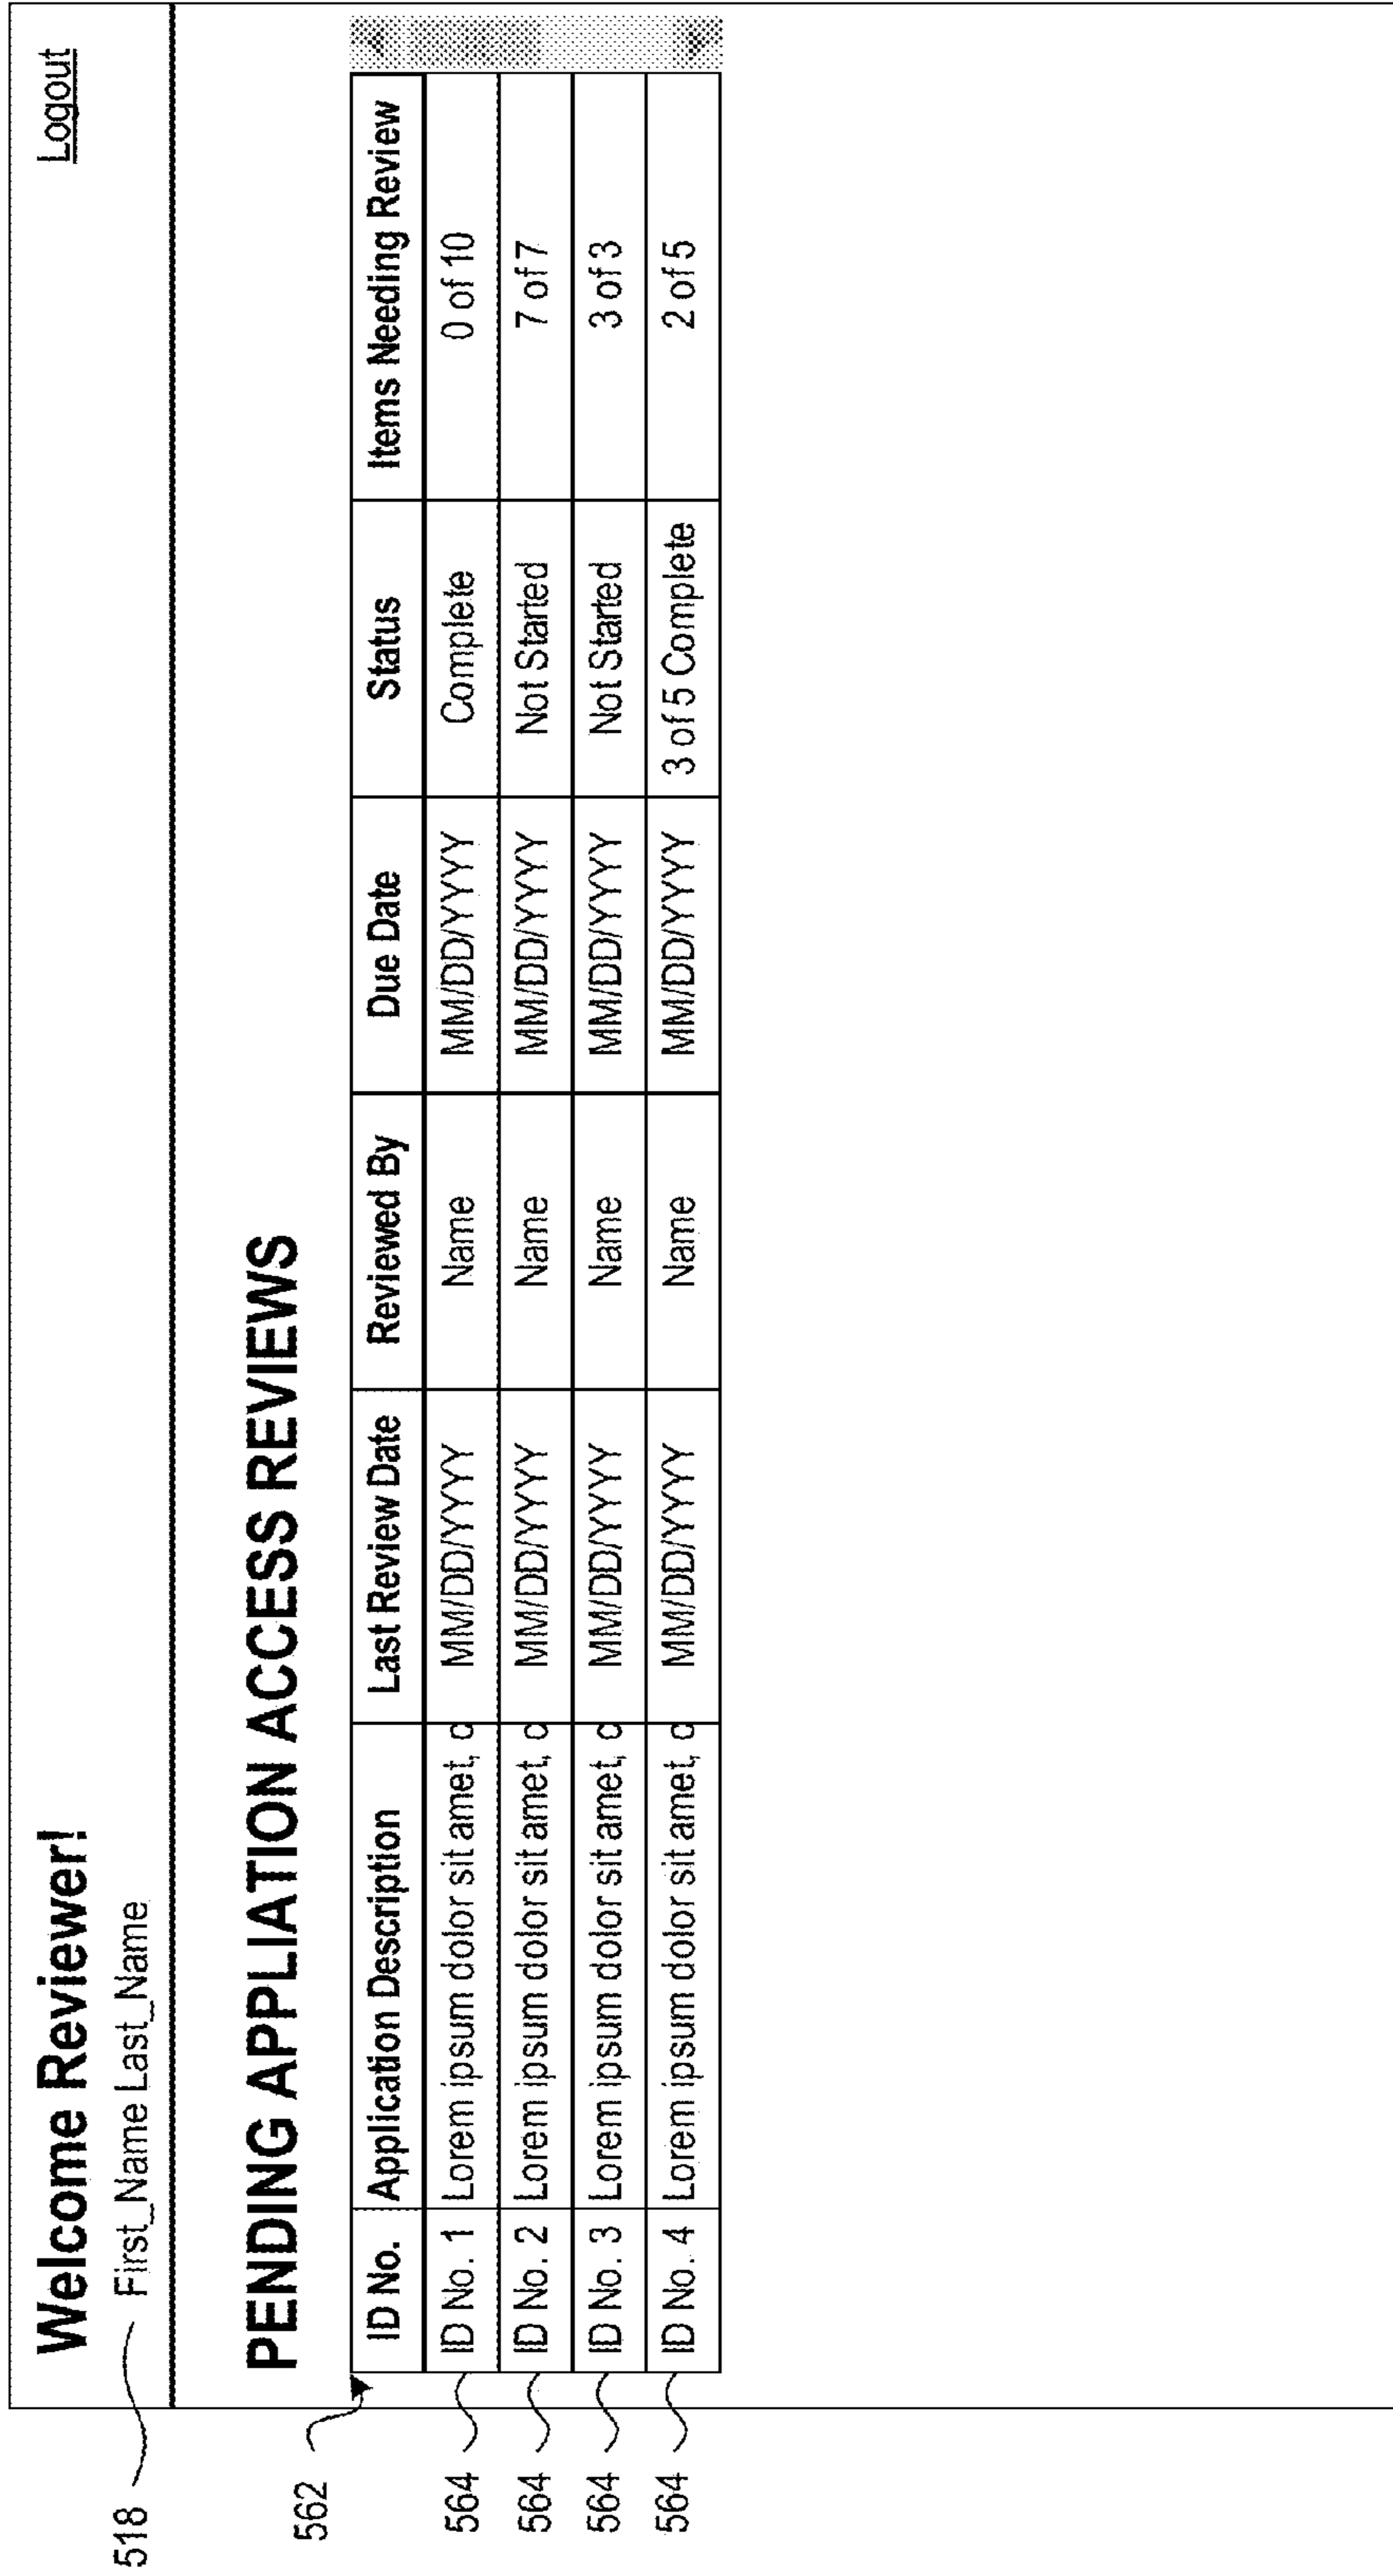 Welcome Reviewer! Logout
518 First_Name Last_Name
PENDING APPLIATION ACCESS REVIEWS
562
ID No. Application Description Last Review Date Reviewed By Due Date Status Items Needing Review
564 ID No. 1 Lorem ipsum dolor sit amet, c MM/DD/YYYY Name MM/DD/YYYY Complete 0 of 10
564 ID No. 2 Lorem ipsum dolor sit amet, c MM/DD/YYYY Name MM/DD/YYYY Not Started 7 of 7
564 ID No. 3 Lorem ipsum dolor sit amet, c MM/DD/YYYY Name MM/DD/YYYY Not Started 3 of 3
564 ID No. 4 Lorem ipsum dolor sit amet, c MM/DD/YYYY Name MM/DD/YYYY 3 of 5 Complete 2 of 5